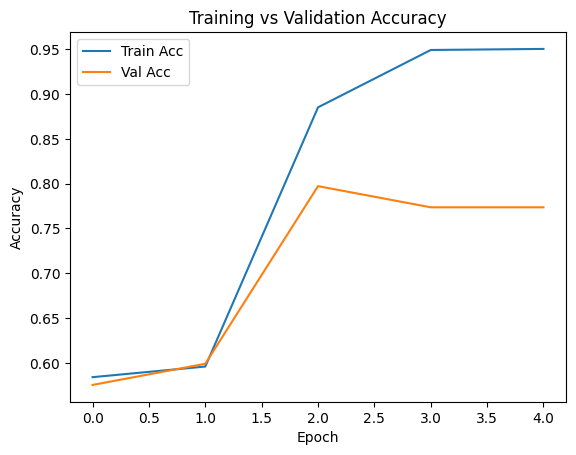 Training vs Validation Accuracy
Train Acc
Val Acc
0.95
0.90
0.85
0.80
0.75
0.70
0.65
0.60
Accuracy
0.0 0.5 1.0 1.5 2.0 2.5 3.0 3.5 4.0
Epoch